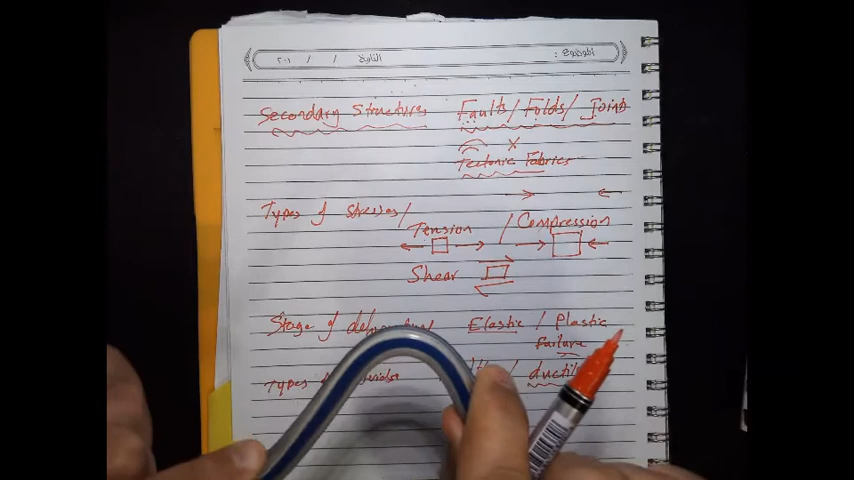 الموضوع :
التاريخ / / ٢٠١
Secondary Structures Faults / Folds / Joints
Tectonic Fabrics
Types of stresses /
Tension / Compression
Shear
Stage of Elastic / Plastic
Failure
Types / ductile